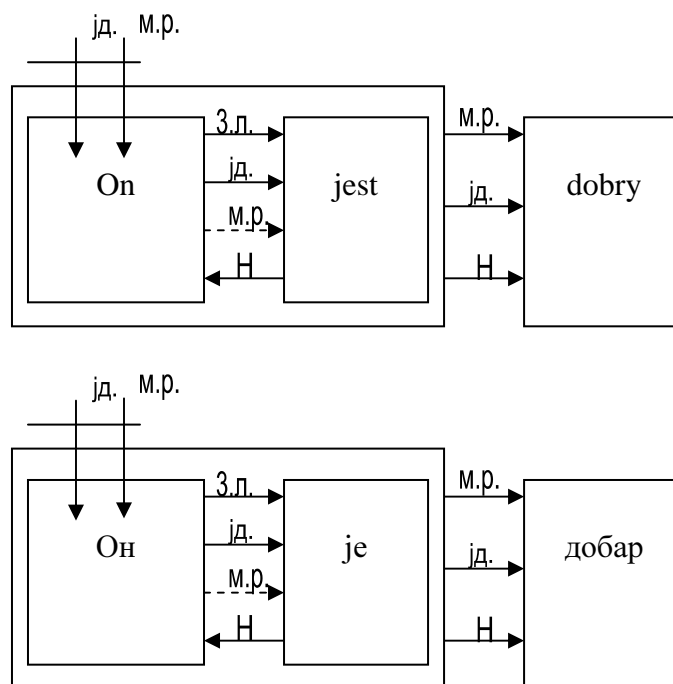 јд. м.р.
3.л. м.р.
On јд. jest јд. dobry
м.р.
Н Н
јд. м.р.
3.л. м.р.
Он јд. је јд. добар
м.р.
Н Н